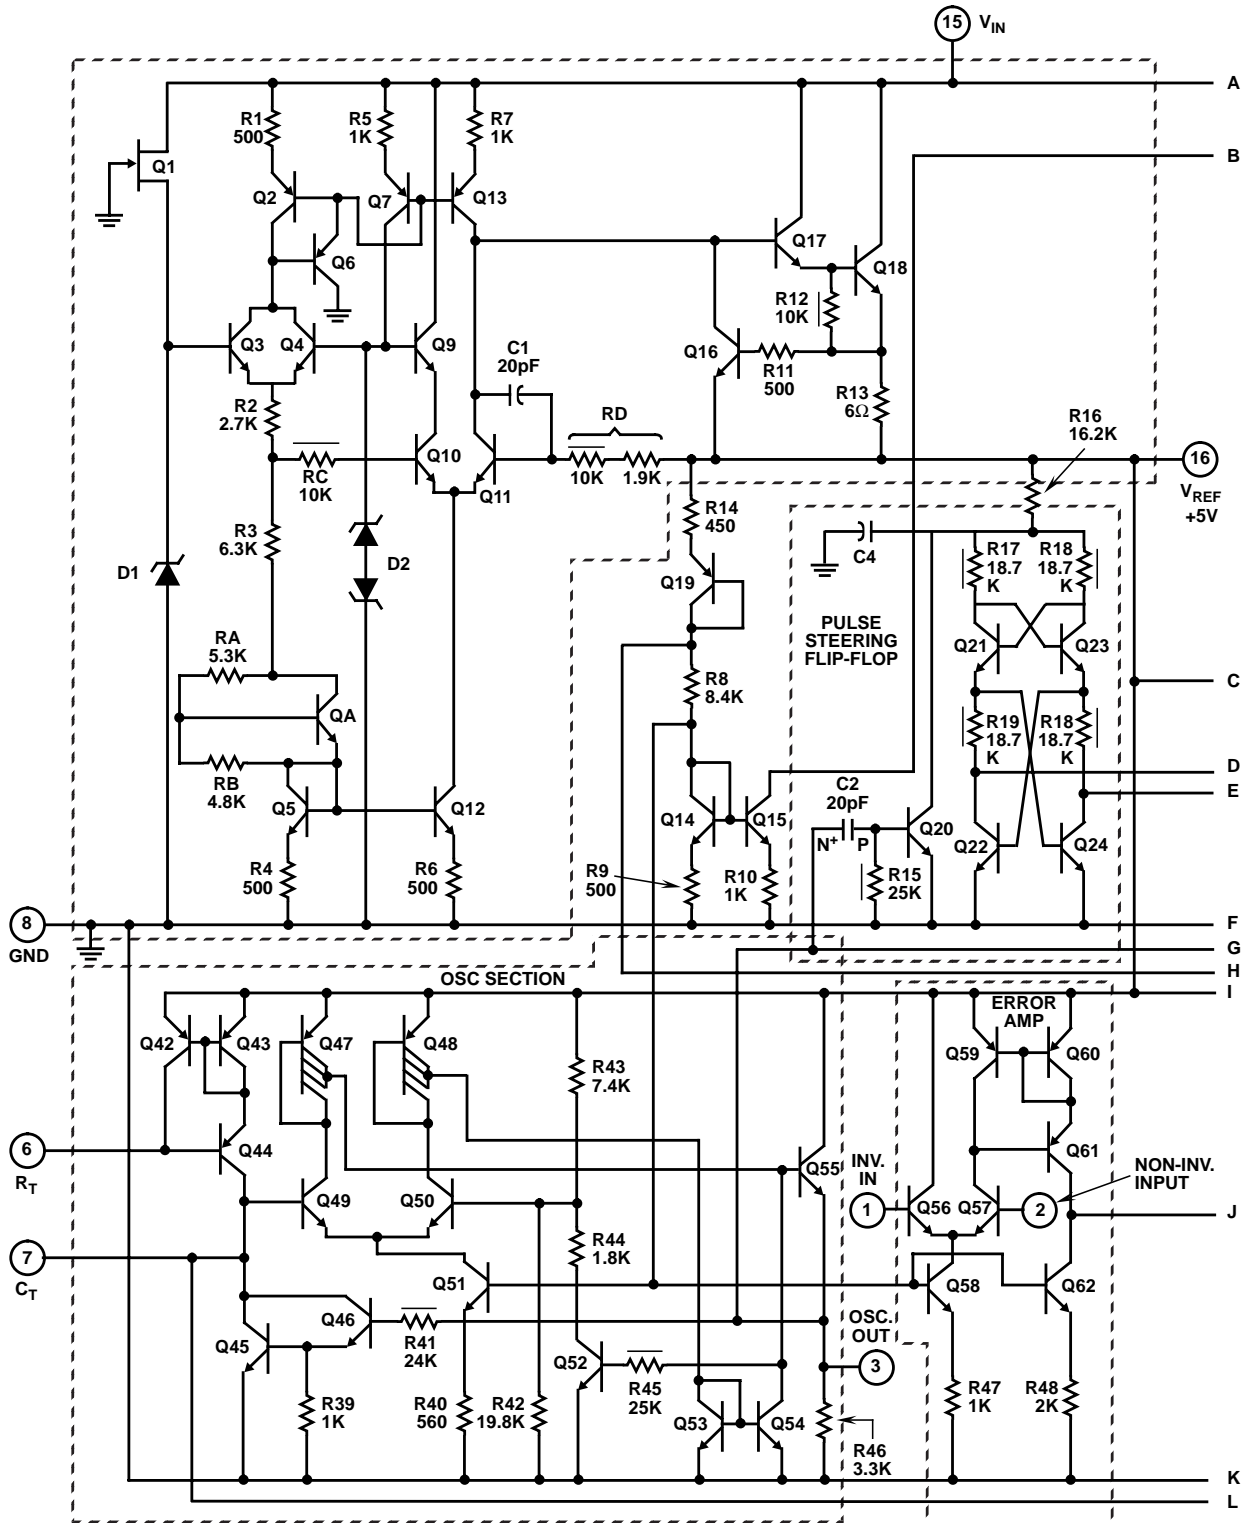 15 VIN
A
R1
500
R5
1K
R7
1K
Q1
B
Q2
Q7
Q13
Q17
Q6
Q18
R12
10K
Q3
Q4
Q9
C1
20pF
Q16
R11
500
R13
6Ω
R2
2.7K
RD
R16
16.2K
Q10
RC
10K
Q11
10K
1.9K
16
VREF
+5V
R3
6.3K
R14
450
D1
D2
C4
R17
18.7
K
R18
18.7
K
Q19
PULSE
STEERING
FLIP-FLOP
Q21
Q23
RA
5.3K
R8
8.4K
C
QA
R19
18.7
K
R18
18.7
K
RB
4.8K
D
C2
20pF
E
Q5
Q12
Q14
Q15
N+
P
Q20
Q22
Q24
R4
500
R6
500
R9
500
R10
1K
R15
25K
8
GND
F
G
OSC SECTION
H
I
ERROR
AMP
Q42
Q43
Q47
Q48
Q59
Q60
R43
7.4K
6
RT
Q44
Q55
Q61
INV.
IN
NON-INV.
INPUT
Q49
Q50
1
Q56
Q57
2
J
7
CT
R44
1.8K
Q51
Q58
Q62
Q46
R41
24K
OSC.
OUT
Q45
Q52
R45
25K
3
R39
1K
R40
560
R42
19.8K
Q53
Q54
R47
1K
R48
2K
R46
3.3K
K
L